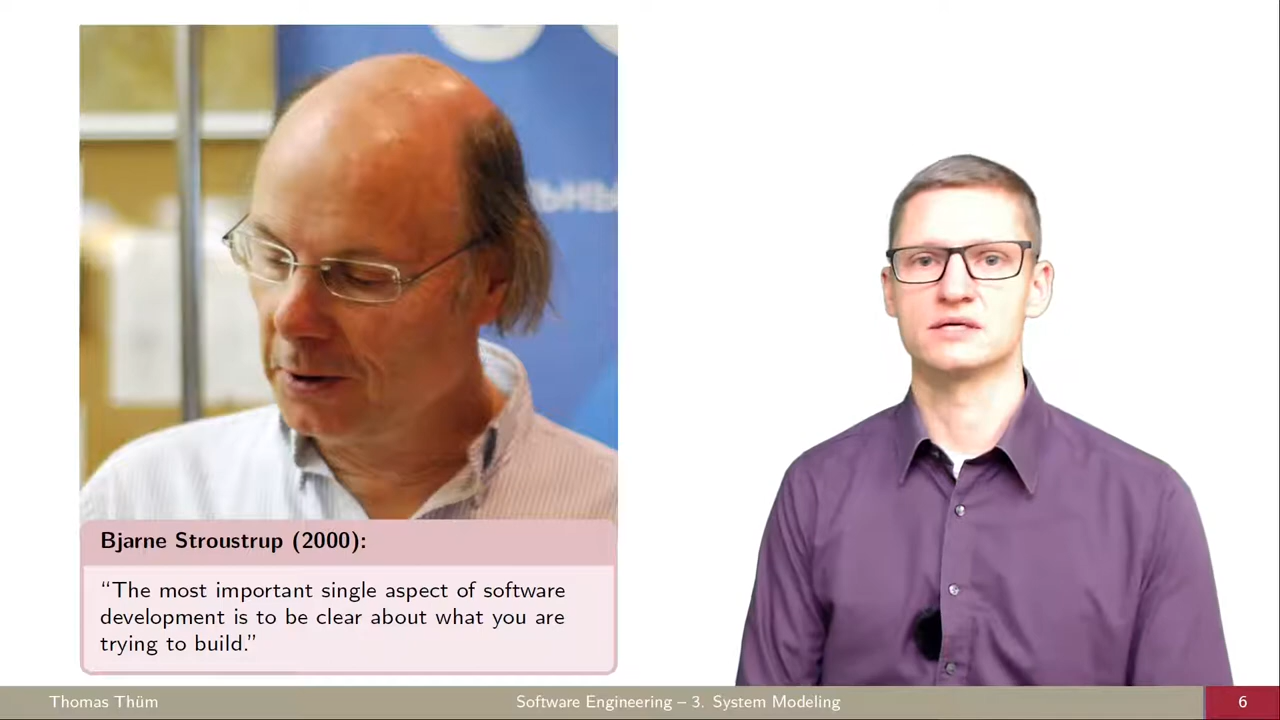 ЬНЫ
Bjarne Stroustrup (2000):
“The most important single aspect of software
development is to be clear about what you are
trying to build.”
Thomas Thüm
Software Engineering – 3. System Modeling
6